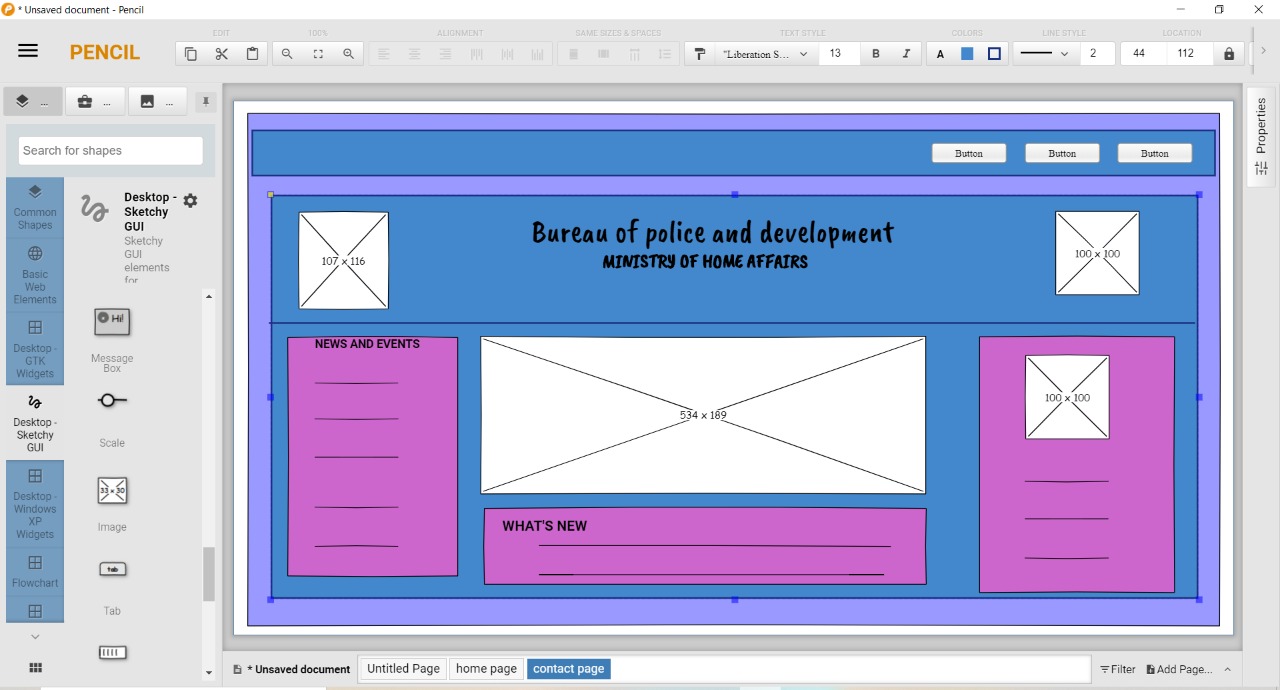 * Unsaved document - Pencil
EDIT
100%
ALIGNMENT
SAME SIZES & SPACES
TEXT STYLE
COLORS
LINE STYLE
LOCATION
PENCIL
"Liberation S...
13
B
I
A
2
44
112
...
...
...
Search for shapes
Properties
Common
Shapes
Basic
Web
Elements
Desktop -
GTK
Widgets
Desktop -
Sketchy
GUI
Desktop -
Windows
XP
Widgets
Flowchart
Desktop -
Sketchy
GUI
Sketchy
GUI
elements
for
Hi!
Message
Box
Scale
33 x 30
Image
tab
Tab
Button
Button
Button
107 x 116
Bureau of police and development
MINISTRY OF HOME AFFAIRS
100 x 100
NEWS AND EVENTS
534 x 189
100 x 100
WHAT'S NEW
* Unsaved document
Untitled Page
home page
contact page
Filter
Add Page...